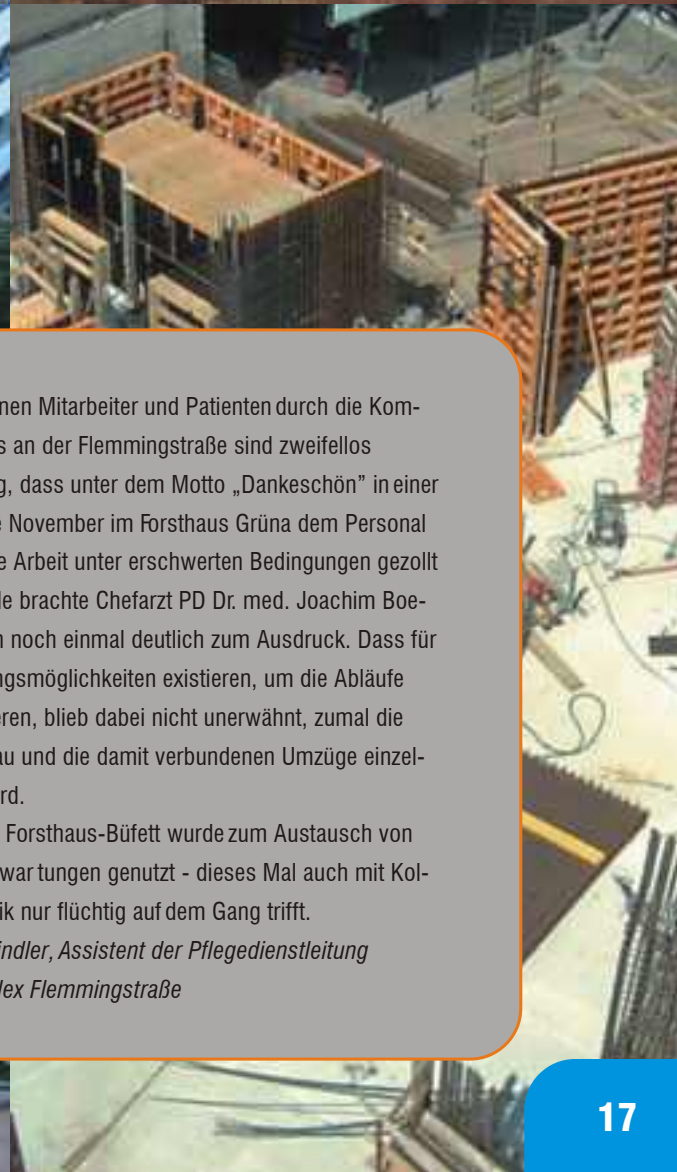 nen Mitarbeiter und Patienten durch die Kom-
s an der Flemmingstraße sind zweifellos
g, dass unter dem Motto „Dankeschön” in einer
e November im Forsthaus Grüna dem Personal
e Arbeit unter erschwerten Bedingungen gezollt
de brachte Chefarzt PD Dr. med. Joachim Boe-
n noch einmal deutlich zum Ausdruck. Dass für
ngsmöglichkeiten existieren, um die Abläufe
eren, blieb dabei nicht unerwähnt, zumal die
au und die damit verbundenen Umzüge einzel-
rd.
Forsthaus-Büfett wurde zum Austausch von
war tungen genutzt - dieses Mal auch mit Kol-
ik nur flüchtig auf dem Gang trifft.
indler, Assistent der Pflegedienstleitung
lex Flemmingstraße
17